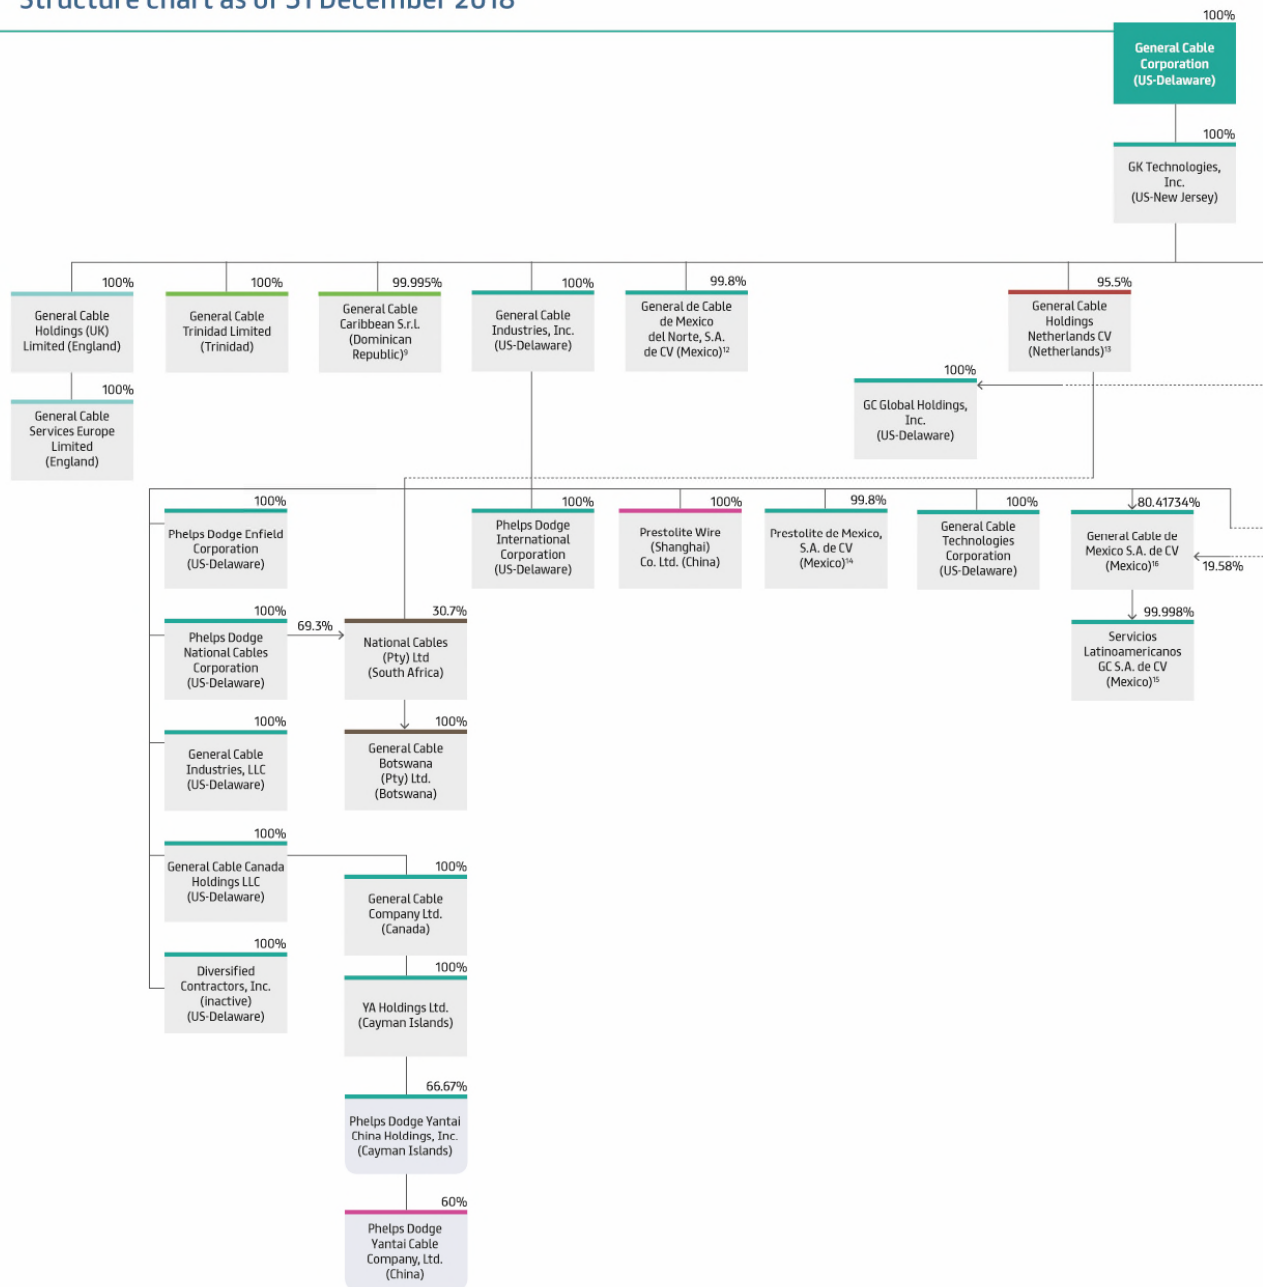 Structure chart as of 31 December 2018
100%
General Cable
Corporation
(US-Delaware)
100%
GK Technologies,
Inc.
(US-New Jersey)
100%
General Cable
Holdings (UK)
Limited (England)
100%
General Cable
Trinidad Limited
(Trinidad)
99.995%
General Cable
Caribbean S.r.l.
(Dominican
Republic)⁹
100%
General Cable
Industries, Inc.
(US-Delaware)
99.8%
General de Cable
de Mexico
del Norte, S.A.
de CV (Mexico)¹²
95.5%
General Cable
Holdings
Netherlands CV
(Netherlands)¹³
100%
General Cable
Services Europe
Limited
(England)
100%
GC Global Holdings,
Inc.
(US-Delaware)
100%
Phelps Dodge Enfield
Corporation
(US-Delaware)
100%
Phelps Dodge
International
Corporation
(US-Delaware)
100%
Prestolite Wire
(Shanghai)
Co. Ltd. (China)
99.8%
Prestolite de Mexico,
S.A. de CV
(Mexico)¹⁴
100%
General Cable
Technologies
Corporation
(US-Delaware)
80.41734%
General Cable de
Mexico S.A. de CV
(Mexico)¹⁶
19.58%
100%
Phelps Dodge
National Cables
Corporation
(US-Delaware)
69.3%
30.7%
National Cables
(Pty) Ltd
(South Africa)
99.998%
Servicios
Latinoamericanos
GC S.A. de CV
(Mexico)¹⁵
100%
General Cable
Industries, LLC
(US-Delaware)
100%
General Cable
Botswana
(Pty) Ltd.
(Botswana)
100%
General Cable Canada
Holdings LLC
(US-Delaware)
100%
General Cable
Company Ltd.
(Canada)
100%
Diversified
Contractors, Inc.
(inactive)
(US-Delaware)
100%
YA Holdings Ltd.
(Cayman Islands)
66.67%
Phelps Dodge Yantai
China Holdings, Inc.
(Cayman Islands)
60%
Phelps Dodge
Yantai Cable
Company, Ltd.
(China)